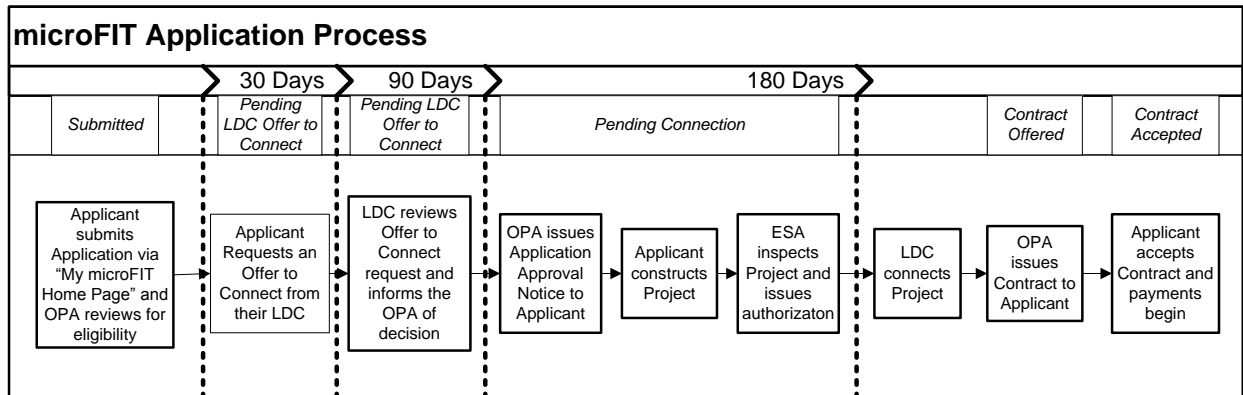 microFIT Application Process
30 Days
90 Days
180 Days
Submitted
Pending
LDC Offer to
Connect
Pending LDC
Offer to
Connect
Pending Connection
Contract
Offered
Contract
Accepted
Applicant
submits
Application via
“My microFIT
Home Page” and
OPA reviews for
eligibility
Applicant
Requests an
Offer to
Connect from
their LDC
LDC reviews
Offer to
Connect
request and
informs the
OPA of
decision
OPA issues
Application
Approval
Notice to
Applicant
Applicant
constructs
Project
ESA
inspects
Project and
issues
authorizaton
LDC
connects
Project
OPA
issues
Contract to
Applicant
Applicant
accepts
Contract and
payments
begin